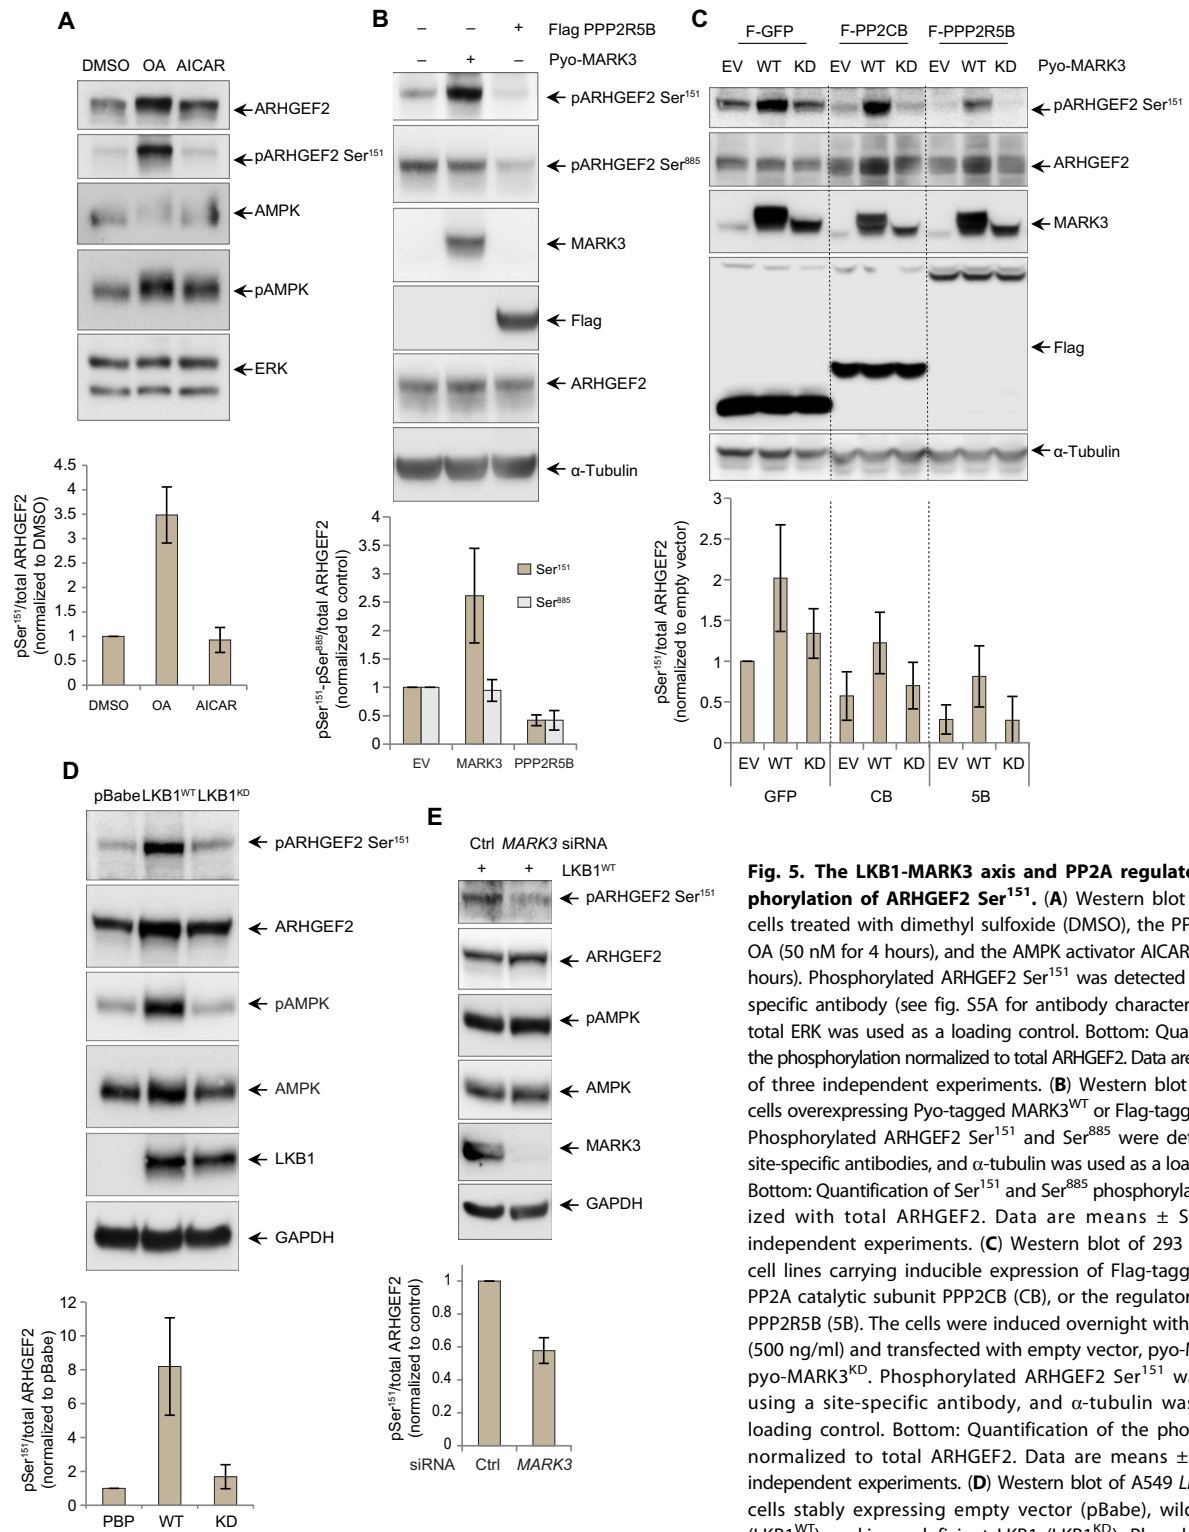 A
DMSO OA AICAR
ARHGEF2
pARHGEF2 Ser151
AMPK
pAMPK
ERK
pSer151/total ARHGEF2
(normalized to DMSO)
4.5
4
3.5
3
2.5
2
1.5
1
0.5
0
DMSO OA AICAR
B
– – + Flag PPP2R5B
– + – Pyo-MARK3
pARHGEF2 Ser151
pARHGEF2 Ser885
MARK3
Flag
ARHGEF2
α-Tubulin
pSer151-pSer885/total ARHGEF2
(normalized to control)
4
3.5
3
2.5
2
1.5
1
0.5
0
Ser151
Ser885
EV MARK3 PPP2R5B
C
F-GFP F-PP2CB F-PPP2R5B
EV WT KD EV WT KD EV WT KD Pyo-MARK3
pARHGEF2 Ser151
ARHGEF2
MARK3
Flag
α-Tubulin
pSer151/total ARHGEF2
(normalized to empty vector)
3
2.5
2
1.5
1
0.5
0
EV WT KD EV WT KD EV WT KD
GFP CB 5B
D
pBabe LKB1WT LKB1KD
pARHGEF2 Ser151
ARHGEF2
pAMPK
AMPK
LKB1
GAPDH
pSer151/total ARHGEF2
(normalized to pBabe)
12
10
8
6
4
2
0
PBP WT KD
E
Ctrl MARK3 siRNA
+ + LKB1WT
pARHGEF2 Ser151
ARHGEF2
pAMPK
AMPK
MARK3
GAPDH
pSer151/total ARHGEF2
(normalized to control)
1
0.8
0.6
0.4
0.2
0
siRNA Ctrl MARK3
Fig. 5. The LKB1-MARK3 axis and PP2A regulate
phorylation of ARHGEF2 Ser151. (A) Western blot
cells treated with dimethyl sulfoxide (DMSO), the PP
OA (50 nM for 4 hours), and the AMPK activator AICAR
hours). Phosphorylated ARHGEF2 Ser151 was detected
specific antibody (see fig. S5A for antibody character
total ERK was used as a loading control. Bottom: Qua
the phosphorylation normalized to total ARHGEF2. Data are
of three independent experiments. (B) Western blot
cells overexpressing Pyo-tagged MARK3WT or Flag-tagg
Phosphorylated ARHGEF2 Ser151 and Ser885 were det
site-specific antibodies, and α-tubulin was used as a loa
Bottom: Quantification of Ser151 and Ser885 phosphoryla
ized with total ARHGEF2. Data are means ± S
independent experiments. (C) Western blot of 293
cell lines carrying inducible expression of Flag-tagg
PP2A catalytic subunit PPP2CB (CB), or the regulator
PPP2R5B (5B). The cells were induced overnight with
(500 ng/ml) and transfected with empty vector, pyo-M
pyo-MARK3KD. Phosphorylated ARHGEF2 Ser151 wa
using a site-specific antibody, and α-tubulin was
loading control. Bottom: Quantification of the pho
normalized to total ARHGEF2. Data are means ±
independent experiments. (D) Western blot of A549
cells stably expressing empty vector (pBabe), wil